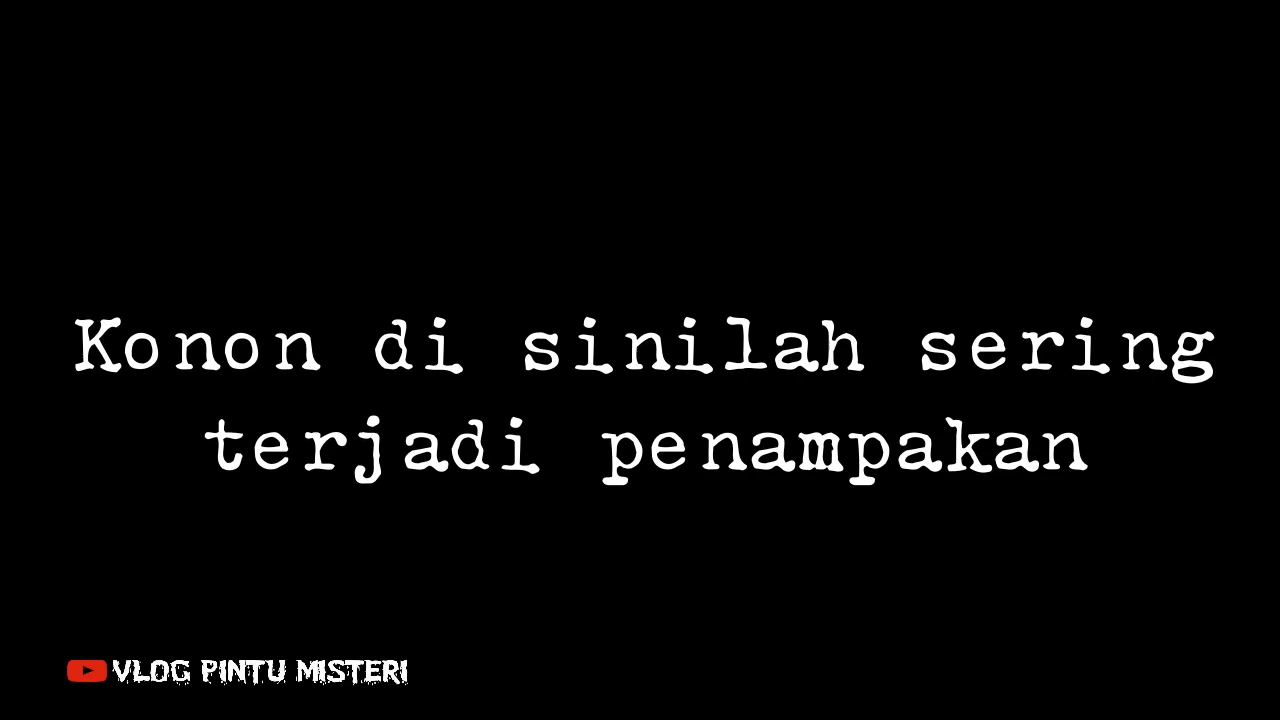 Konon di sinilah sering
terjadi penampakan
VLOG PINTU MISTERI